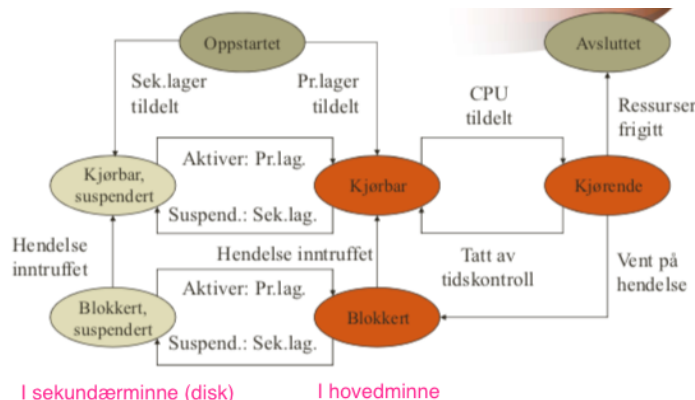 Oppstartet
Avsluttet
Sek.lager
tildelt
Pr.lager
tildelt
CPU
tildelt
Ressurser
frigitt
Kjørbar,
suspendert
Aktiver: Pr.lag.
Suspend.: Sek.lag.
Kjørbar
Kjørende
Hendelse
inntruffet
Hendelse inntruffet
Tatt av
tidskontroll
Vent på
hendelse
Blokkert,
suspendert
Aktiver: Pr.lag.
Suspend.: Sek.lag.
Blokkert
I sekundærminne (disk)
I hovedminne